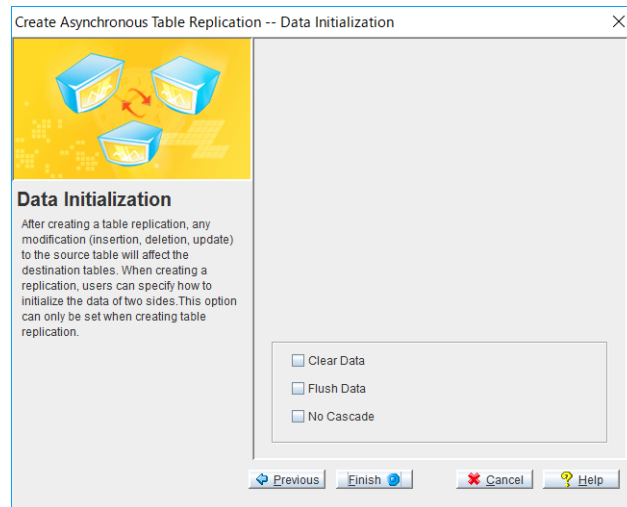 Create Asynchronous Table Replication -- Data Initialization
Data Initialization
After creating a table replication, any
modification (insertion, deletion, update)
to the source table will affect the
destination tables. When creating a
replication, users can specify how to
initialize the data of two sides.This option
can only be set when creating table
replication.
Clear Data
Flush Data
No Cascade
Previous Finish Cancel Help